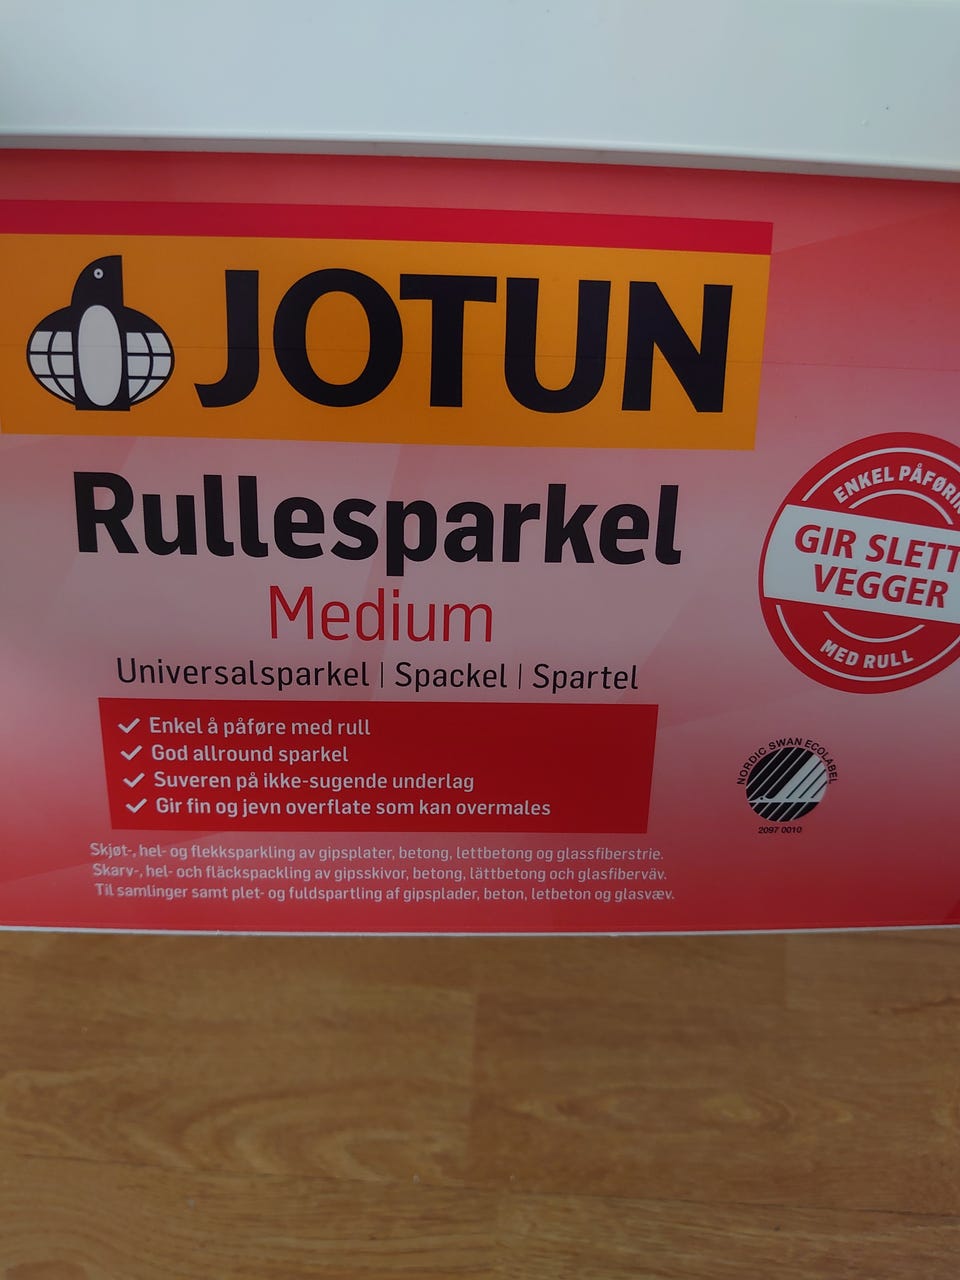 JOTUN
Rullesparkel
Medium
Universalsparkel | Spackel | Spartel
Enkel å påføre med rull
God allround sparkel
Suveren på ikke-sugende underlag
Gir fin og jevn overflate som kan overmales
Skjøt-, hel- og flekksparkling av gipsplater, betong, lettbetong og glassfiberstrie.
Skarv-, hel- och fläckspackling av gipsskivor, betong, lättbetong och glasfiberväv.
Til samlinger samt plet- og fuldspartling af gipsplader, beton, letbeton og glasvæv.
ENKEL PÅFØRIN
GIR SLETT
VEGGER
MED RULL
NORDIC SWAN ECOLABEL
2097 0010